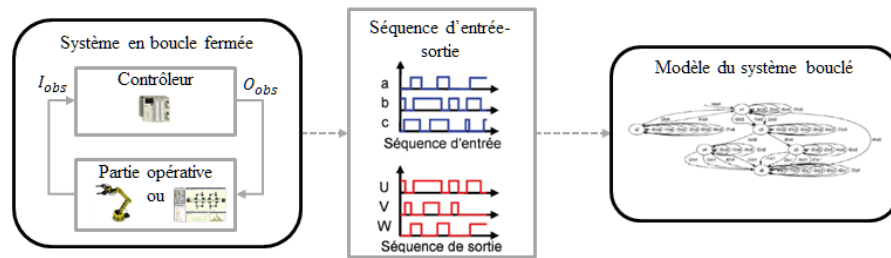 Système en boucle fermée
I_obs
Contrôleur
O_obs
Partie opérative
ou
Séquence d'entrée-
sortie
a
b
c
Séquence d'entrée
U
V
W
Séquence de sortie
Modèle du système bouclé